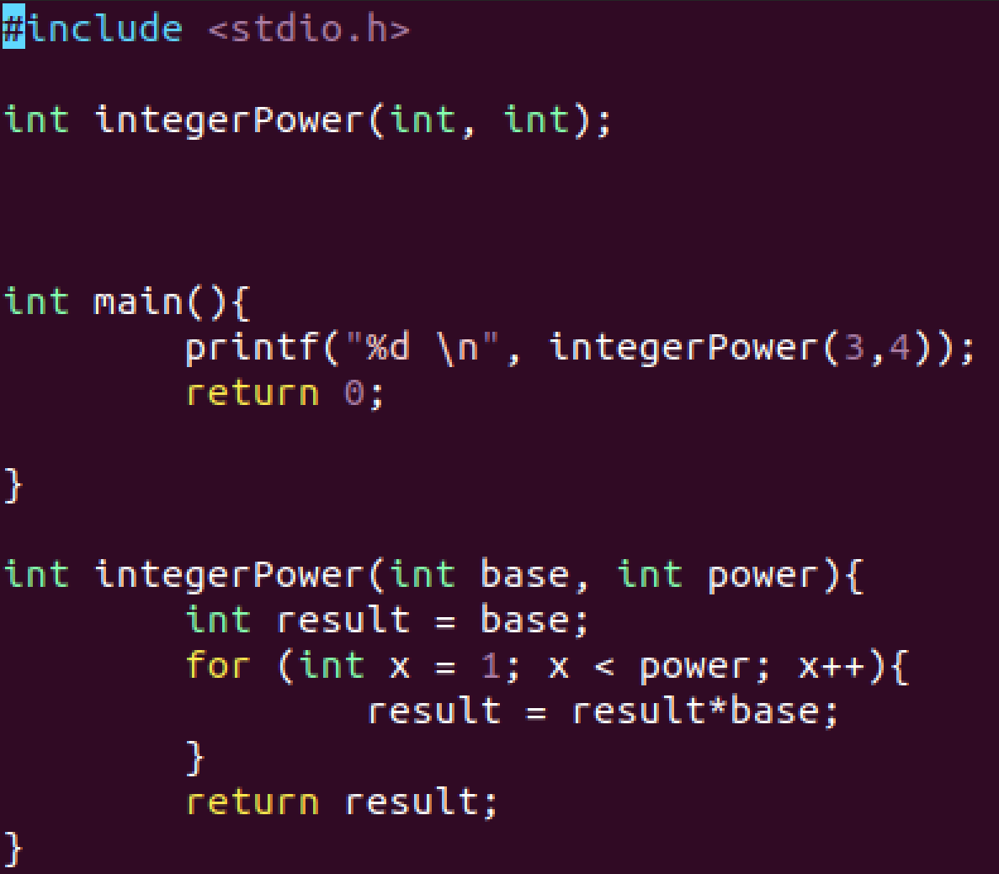 #include <stdio.h>
int integerPower(int, int);
int main(){
printf("%d \n", integerPower(3,4));
return 0;
}
int integerPower(int base, int power){
int result = base;
for (int x = 1; x < power; x++){
result = result*base;
}
return result;
}